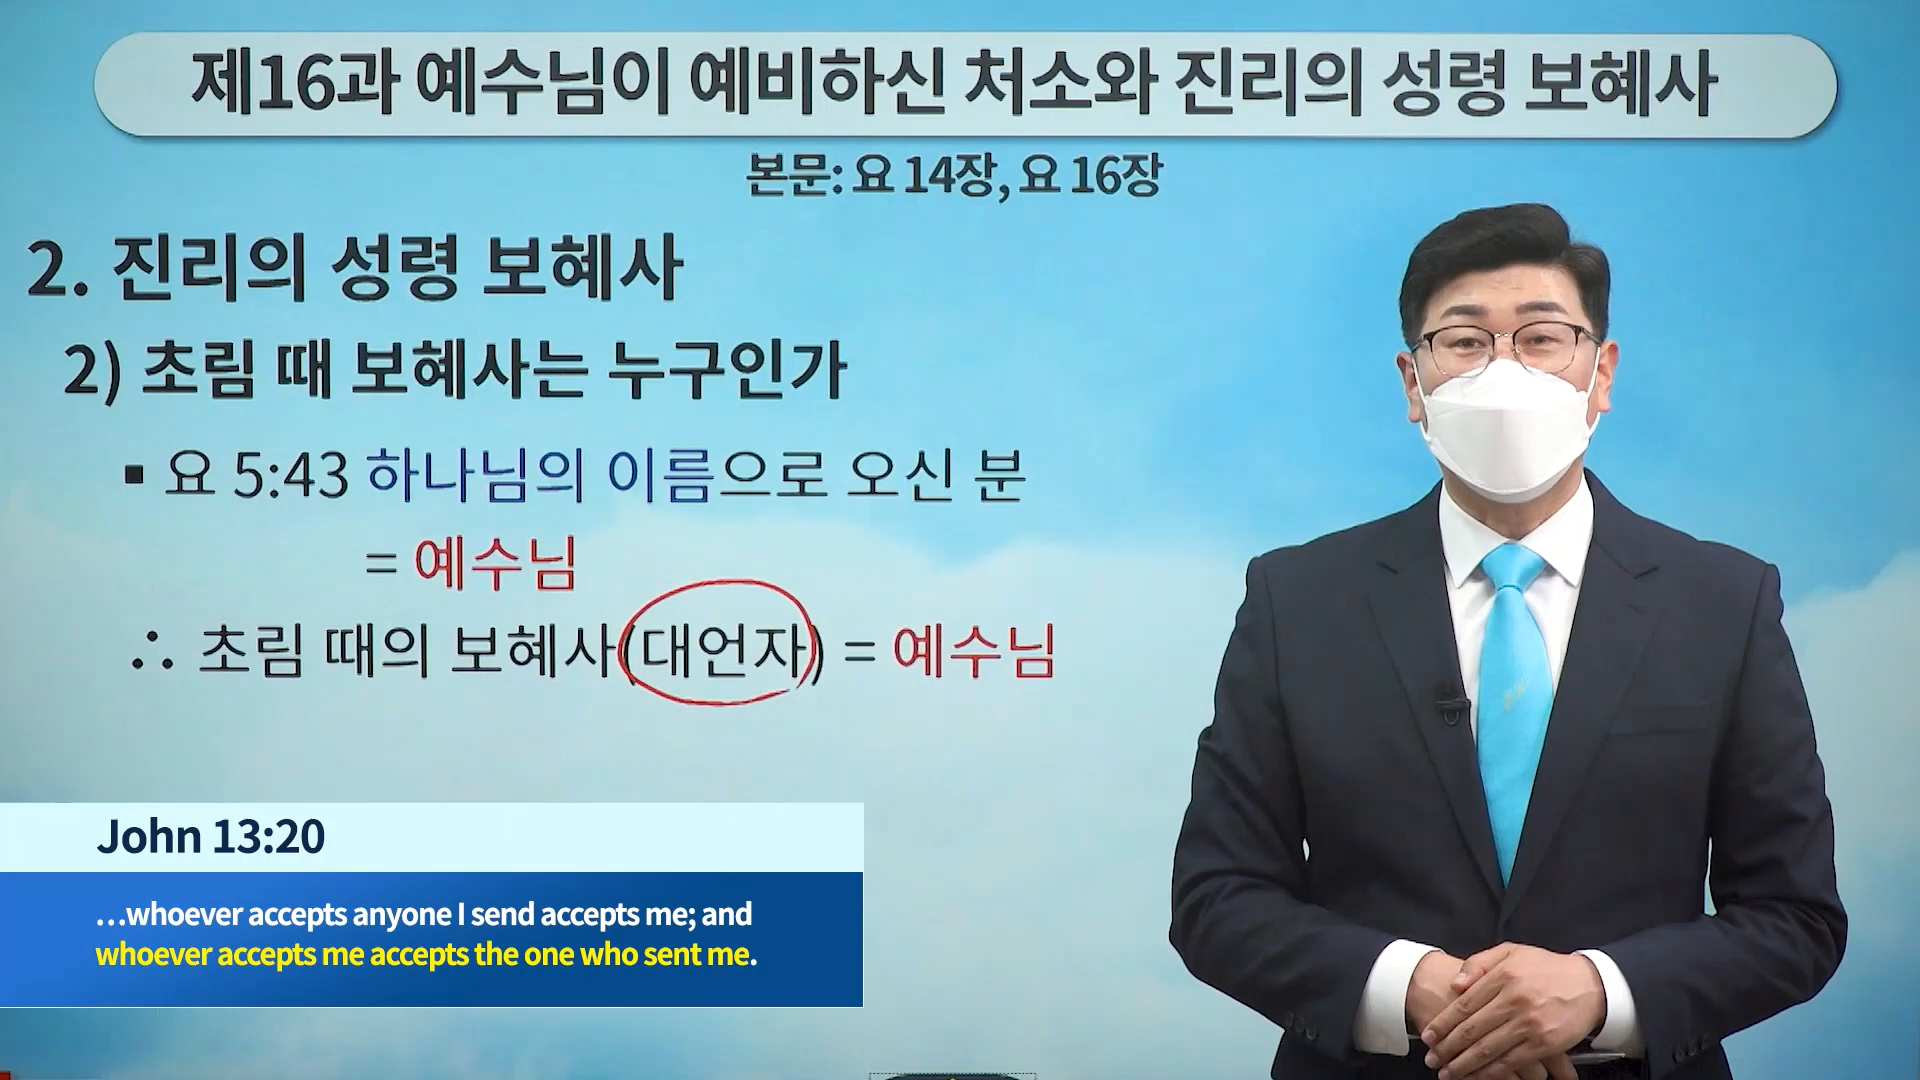 제16과 예수님이 예비하신 처소와 진리의 성령 보혜사
본문: 요 14장, 요 16장
2. 진리의 성령 보혜사
2) 초림 때 보혜사는 누구인가
▪ 요 5:43 하나님의 이름으로 오신 분
= 예수님
∴ 초림 때의 보혜사(대언자) = 예수님
John 13:20
…whoever accepts anyone I send accepts me; and
whoever accepts me accepts the one who sent me.